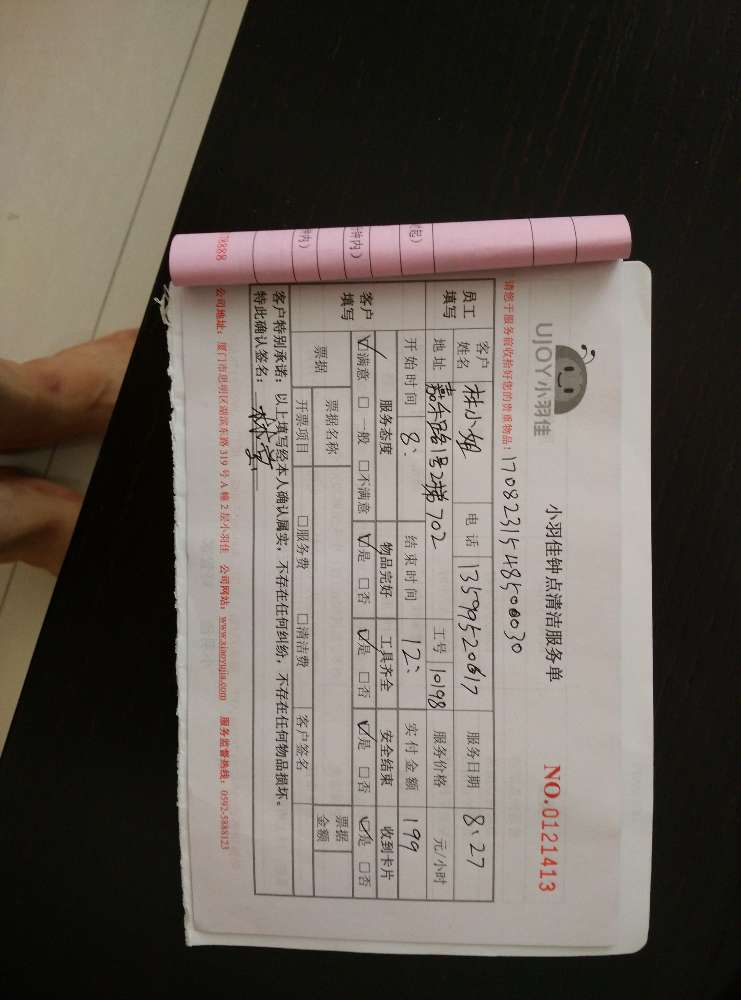 UJOY小羽佳
小羽佳钟点清洁服务单
NO.0121413
请您于服务前收拾好您的贵重物品！
1708231548500030
员工填写 客户姓名 林小姐 电话 13599520617 服务日期 8.27
地址 嘉禾路1号2梯702 工号 10198 服务价格 元/小时
开始时间 8: 结束时间 12: 实付金额 199
客户填写 服务态度 物品完好 工具齐全 安全结束 收到卡片
☑满意 □一般 □不满意 ☑是 □否 ☑是 □否 ☑是 □否 ☑是 □否
票据 票据名称 票据金额
开票项目 □服务费 □清洁费 客户签名
客户特别承诺：以上填写经本人确认属实，不存在任何纠纷，不存在任何物品损坏。
特此确认签名：
公司地址：厦门市思明区湖滨东路319号A幢2层小羽佳 公司网站：www.xiaoyujia.com 服务监督热线：0592-5888123
起）
钟内）
钟内）
78888